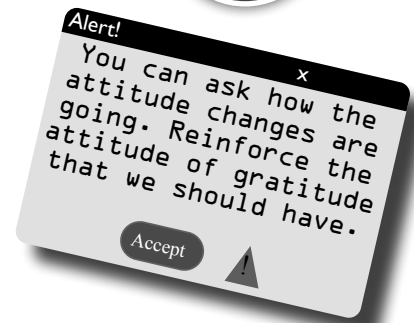 Alert!
x
You can ask how the
attitude changes are
going. Reinforce the
attitude of gratitude
that we should have.
Accept
!